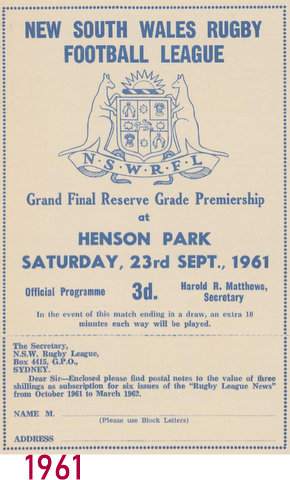 NEW SOUTH WALES RUGBY
FOOTBALL LEAGUE
N.S.W.R.F.L
Grand Final Reserve Grade Premiership
at
HENSON PARK
SATURDAY, 23rd SEPT., 1961
Official Programme 3d. Harold R. Matthews,
Secretary
In the event of this match ending in a draw, an extra 10
minutes each way will be played.
The Secretary,
N.S.W. Rugby League,
Box 4415, G.P.O.,
SYDNEY.
Dear Sir—Enclosed please find postal notes to the value of three
shillings as subscription for six issues of the "Rugby League News"
from October 1961 to March 1962.
NAME M.
(Please use Block Letters)
ADDRESS
1961